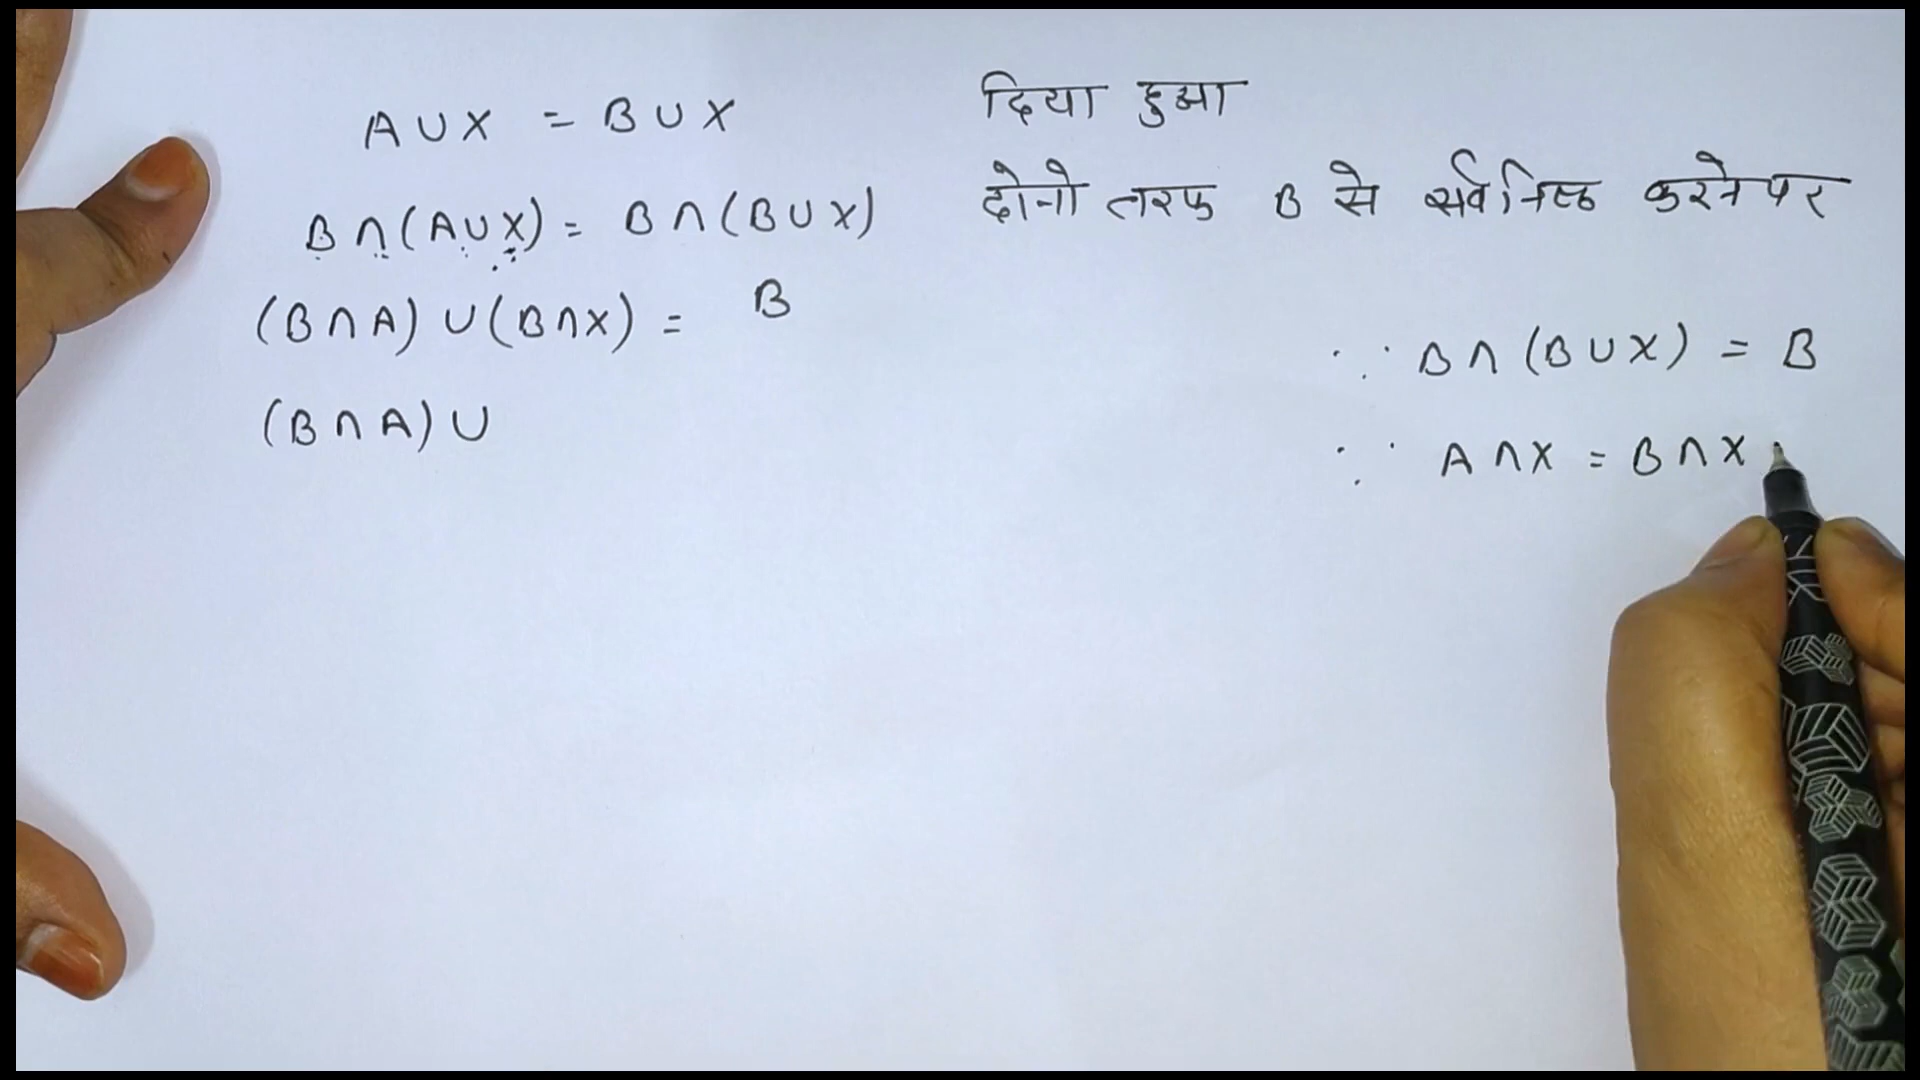 A ∪ X = B ∪ X दिया हुआ
B ∩ (A ∪ X) = B ∩ (B ∪ X) दोनो तरफ B से सर्वनिष्ठ करने पर
(B ∩ A) ∪ (B ∩ X) = B
∵ B ∩ (B ∪ X) = B
(B ∩ A) ∪
∵ A ∩ X = B ∩ X